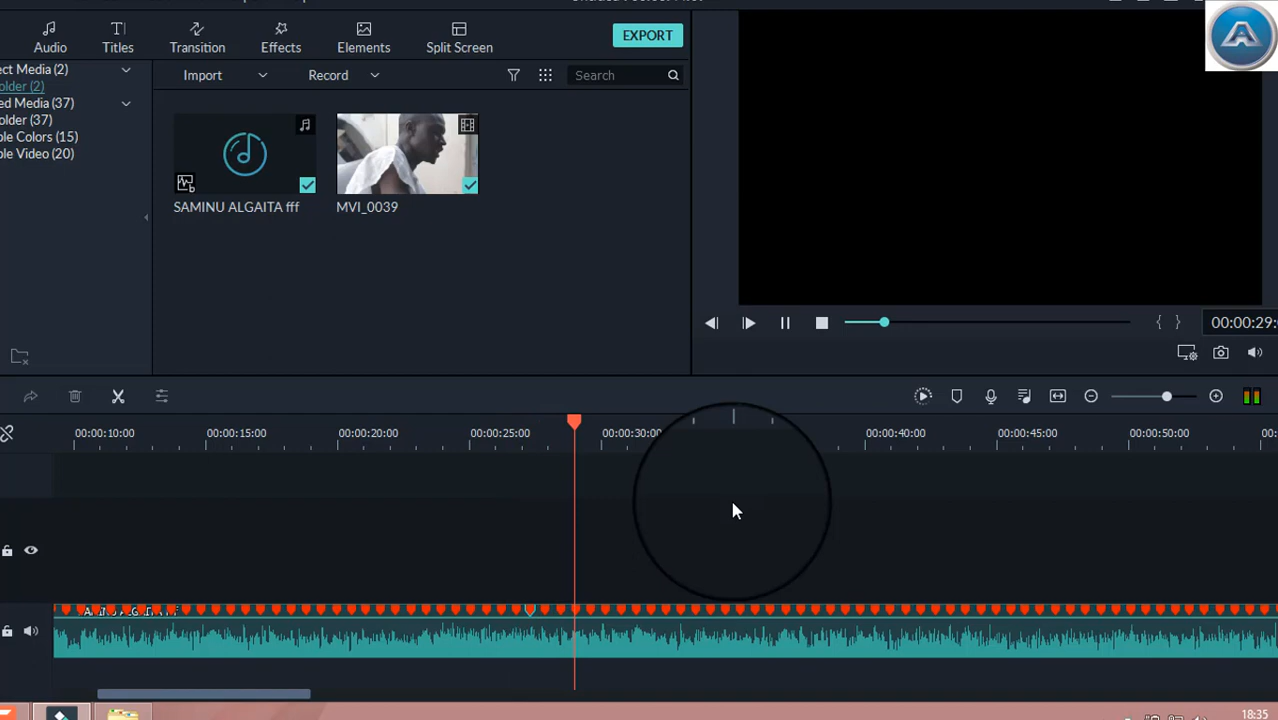 Audio
Titles
Transition
Effects
Elements
Split Screen
EXPORT
ect Media (2)
older (2)
ed Media (37)
older (37)
ple Colors (15)
ple Video (20)
Import
Record
Search
SAMINU ALGAITA fff
MVI_0039
{ }
00:00:29:
00:00:10:00
00:00:15:00
00:00:20:00
00:00:25:00
00:00:30:00
00:00:40:00
00:00:45:00
00:00:50:00
00:
18:35